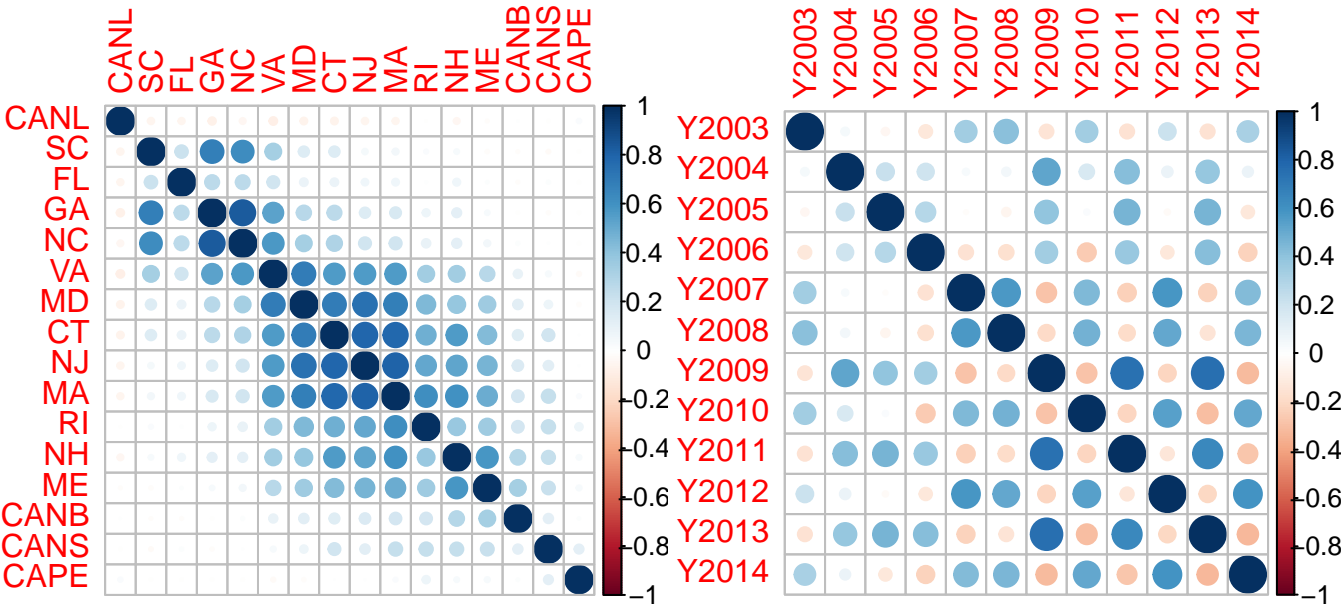 CANL SC FL GA NC VA MD CT NJ MA RI NH ME CANB CANS CAPE
CANL
SC
FL
GA
NC
VA
MD
CT
NJ
MA
RI
NH
ME
CANB
CANS
CAPE
1
0.8
0.6
0.4
0.2
0
−0.2
−0.4
−0.6
−0.8
−1
Y2003 Y2004 Y2005 Y2006 Y2007 Y2008 Y2009 Y2010 Y2011 Y2012 Y2013 Y2014
Y2003
Y2004
Y2005
Y2006
Y2007
Y2008
Y2009
Y2010
Y2011
Y2012
Y2013
Y2014
1
0.8
0.6
0.4
0.2
0
−0.2
−0.4
−0.6
−0.8
−1